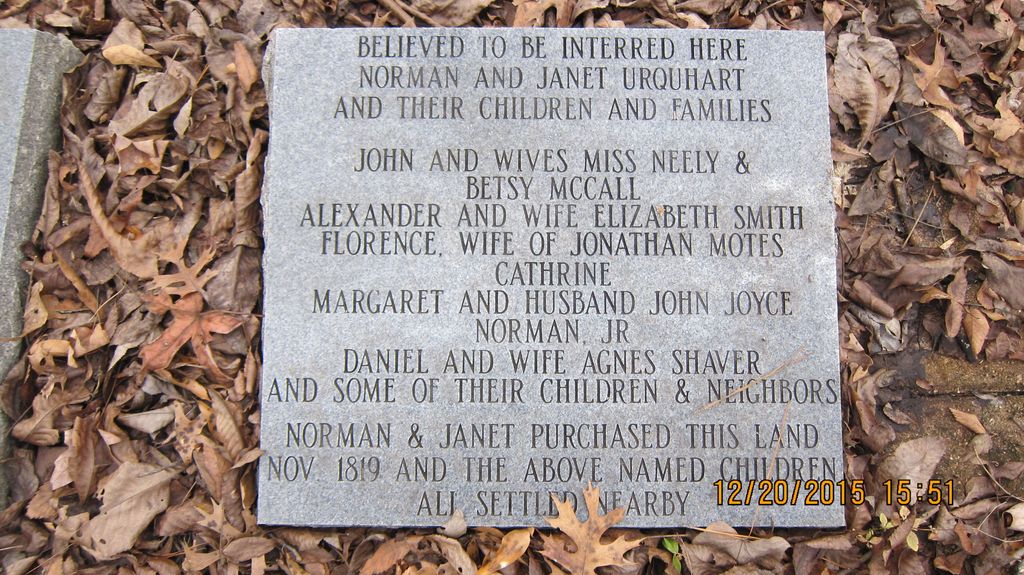 BELIEVED TO BE INTERRED HERE
NORMAN AND JANET URQUHART
AND THEIR CHILDREN AND FAMILIES
JOHN AND WIVES MISS NEELY &
BETSY MCCALL
ALEXANDER AND WIFE ELIZABETH SMITH
FLORENCE, WIFE OF JONATHAN MOTES
CATHRINE
MARGARET AND HUSBAND JOHN JOYCE
NORMAN, JR
DANIEL AND WIFE AGNES SHAVER
AND SOME OF THEIR CHILDREN & NEIGHBORS
NORMAN & JANET PURCHASED THIS LAND
NOV. 1819 AND THE ABOVE NAMED CHILDREN
ALL SETTLED NEARBY
12/20/2015 15:51